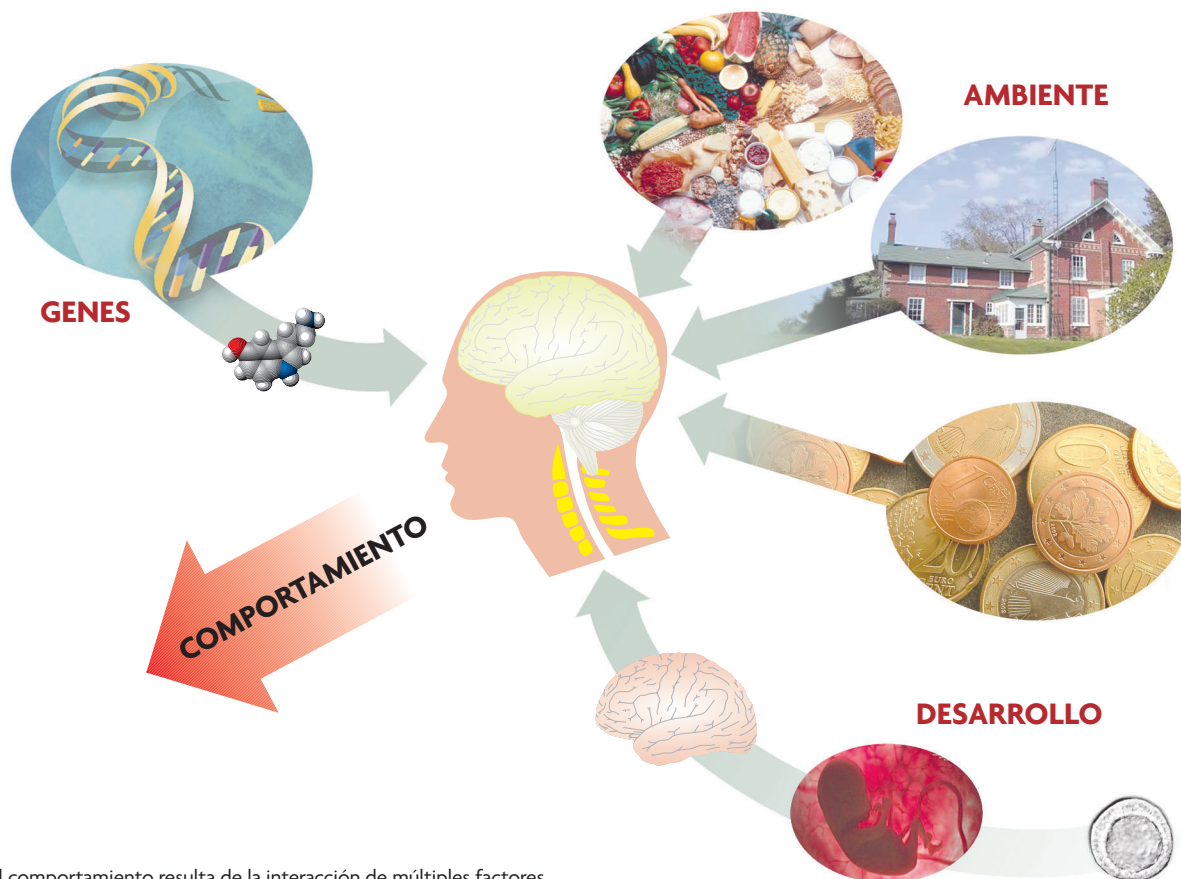 AMBIENTE
GENES
COMPORTAMIENTO
DESARROLLO
l comportamiento resulta de la interacción de múltiples factores